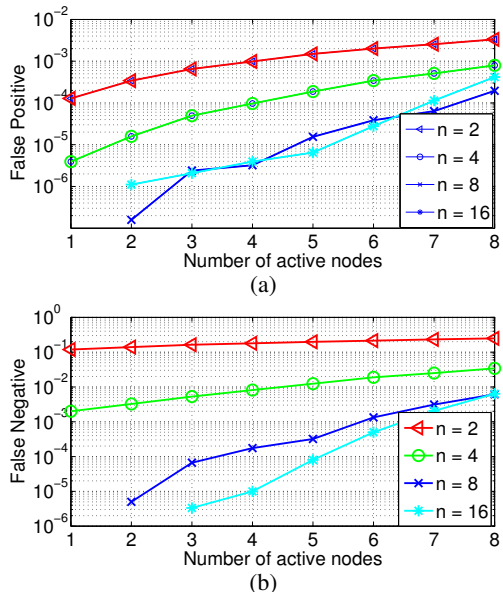 10^-2
10^-3
10^-4
10^-5
10^-6
False Positive
n = 2
n = 4
n = 8
n = 16
1 2 3 4 5 6 7 8
Number of active nodes
(a)
10^0
10^-1
10^-2
10^-3
10^-4
10^-5
10^-6
False Negative
n = 2
n = 4
n = 8
n = 16
1 2 3 4 5 6 7 8
Number of active nodes
(b)